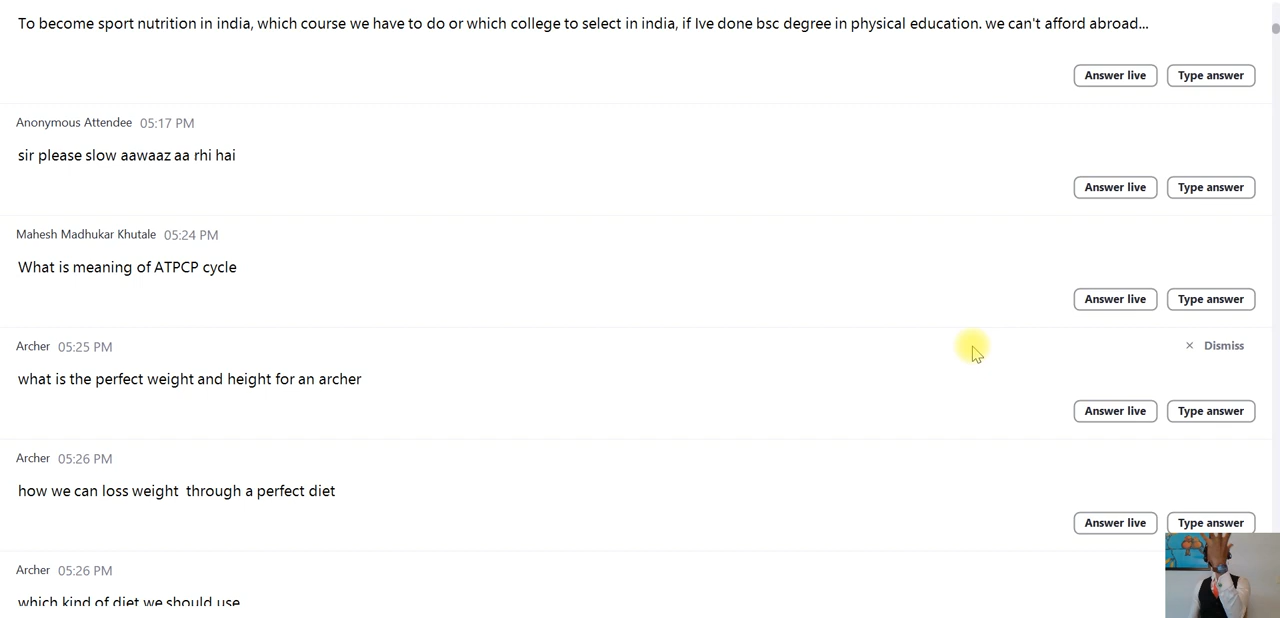 To become sport nutrition in india, which course we have to do or which college to select in india, if Ive done bsc degree in physical education. we can't afford abroad...
Answer live Type answer
Anonymous Attendee 05:17 PM
sir please slow aawaaz aa rhi hai
Answer live Type answer
Mahesh Madhukar Khutale 05:24 PM
What is meaning of ATPCP cycle
Answer live Type answer
Archer 05:25 PM × Dismiss
what is the perfect weight and height for an archer
Answer live Type answer
Archer 05:26 PM
how we can loss weight  through a perfect diet
Answer live Type answer
Archer 05:26 PM
which kind of diet we should use